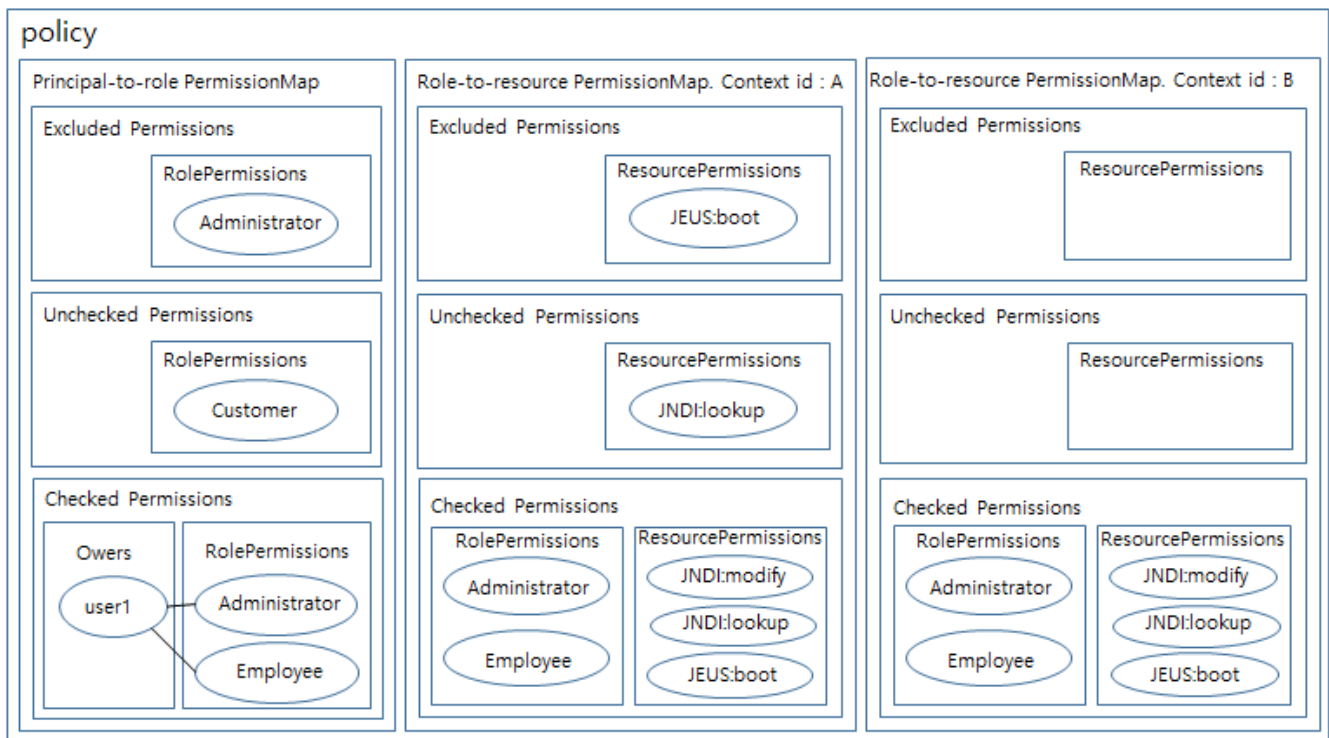 policy
Principal-to-role PermissionMap
Excluded Permissions
RolePermissions
Administrator
Unchecked Permissions
RolePermissions
Customer
Checked Permissions
Owers
user1
RolePermissions
Administrator
Employee
Role-to-resource PermissionMap. Context id : A
Excluded Permissions
ResourcePermissions
JEUS:boot
Unchecked Permissions
ResourcePermissions
JNDI:lookup
Checked Permissions
RolePermissions
Administrator
Employee
ResourcePermissions
JNDI:modify
JNDI:lookup
JEUS:boot
Role-to-resource PermissionMap. Context id : B
Excluded Permissions
ResourcePermissions
Unchecked Permissions
ResourcePermissions
Checked Permissions
RolePermissions
Administrator
Employee
ResourcePermissions
JNDI:modify
JNDI:lookup
JEUS:boot